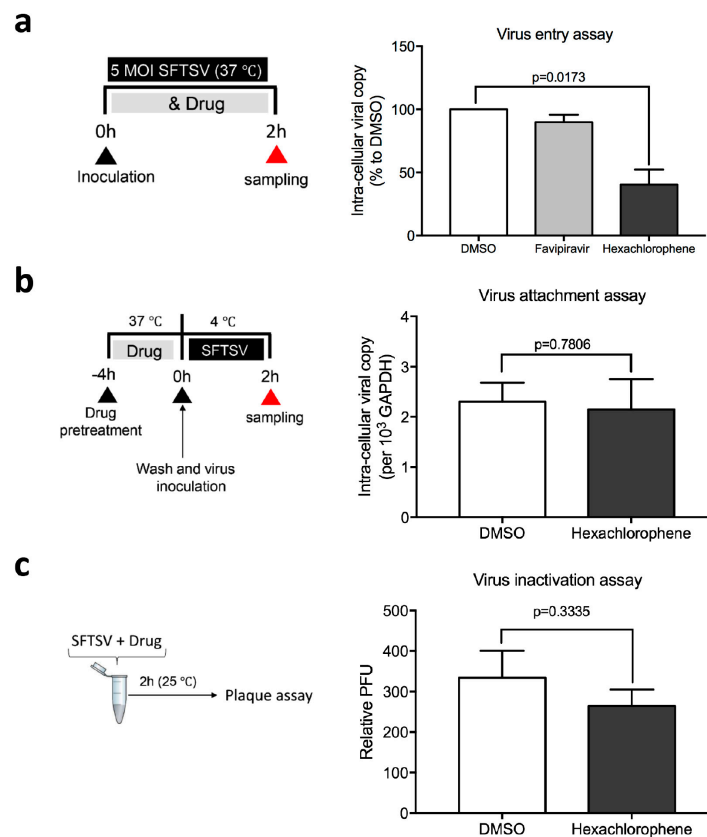 a
5 MOI SFTSV (37 ℃)
& Drug
0h
2h
Inoculation
sampling
Virus entry assay
Intra-cellular viral copy
(% to DMSO)
150
100
50
0
p=0.0173
DMSO
Favipiravir
Hexachlorophene
b
37 ℃
4 ℃
Drug
SFTSV
-4h
0h
2h
Drug
pretreatment
sampling
Wash and virus
inoculation
Virus attachment assay
Intra-cellular viral copy
(per 10³ GAPDH)
4
3
2
1
0
p=0.7806
DMSO
Hexachlorophene
c
SFTSV + Drug
2h (25 ℃)
Plaque assay
Virus inactivation assay
Relative PFU
500
400
300
200
100
0
p=0.3335
DMSO
Hexachlorophene